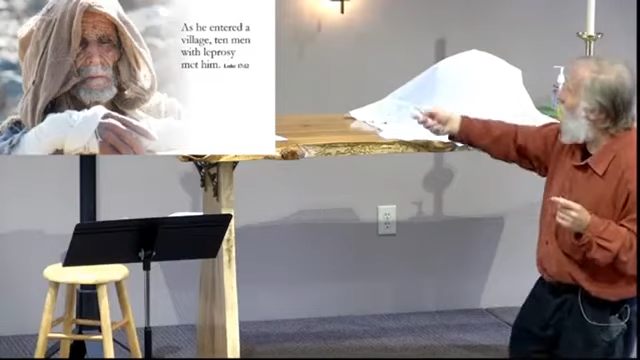 As he entered a
village, ten men
with leprosy
met him. Luke 17:12